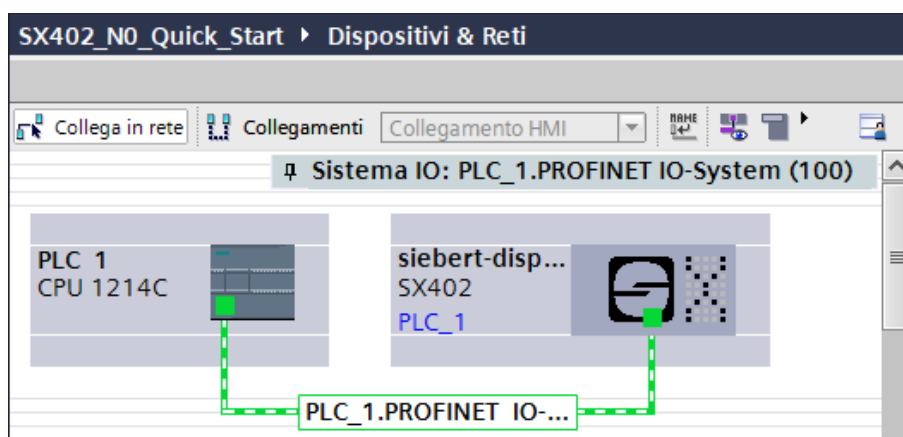 SX402_N0_Quick_Start ▸ Dispositivi & Reti
Collega in rete Collegamenti Collegamento HMI NAME
Sistema IO: PLC_1.PROFINET IO-System (100)
PLC_1
CPU 1214C
siebert-disp...
SX402
PLC_1
PLC_1.PROFINET IO-...